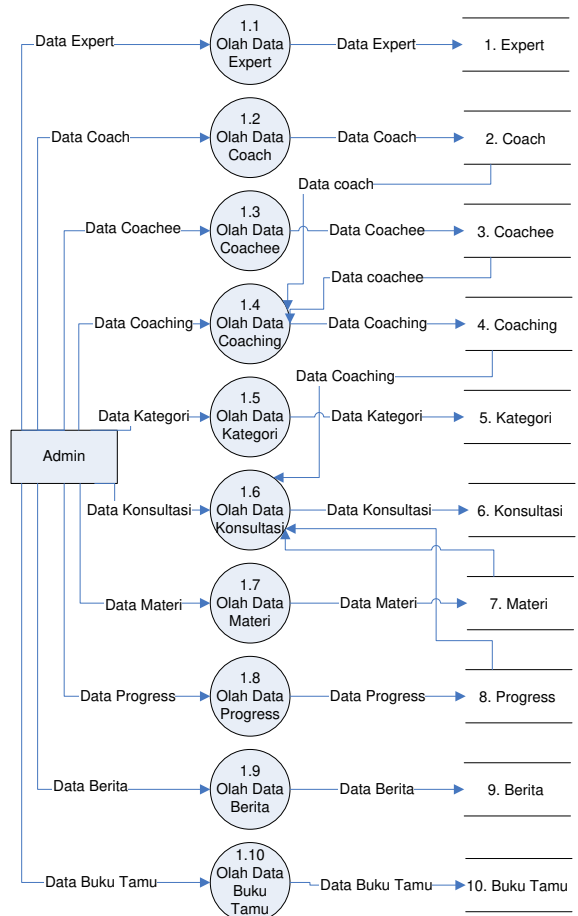 Data Expert
1.1
Olah Data
Expert
Data Expert
1. Expert
Data Coach
1.2
Olah Data
Coach
Data Coach
2. Coach
Data coach
Data Coachee
1.3
Olah Data
Coachee
Data Coachee
3. Coachee
Data coachee
Data Coaching
1.4
Olah Data
Coaching
Data Coaching
4. Coaching
Data Coaching
Data Kategori
1.5
Olah Data
Kategori
Data Kategori
5. Kategori
Admin
Data Konsultasi
1.6
Olah Data
Konsultasi
Data Konsultasi
6. Konsultasi
Data Materi
1.7
Olah Data
Materi
Data Materi
7. Materi
Data Progress
1.8
Olah Data
Progress
Data Progress
8. Progress
Data Berita
1.9
Olah Data
Berita
Data Berita
9. Berita
Data Buku Tamu
1.10
Olah Data
Buku
Tamu
Data Buku Tamu
10. Buku Tamu